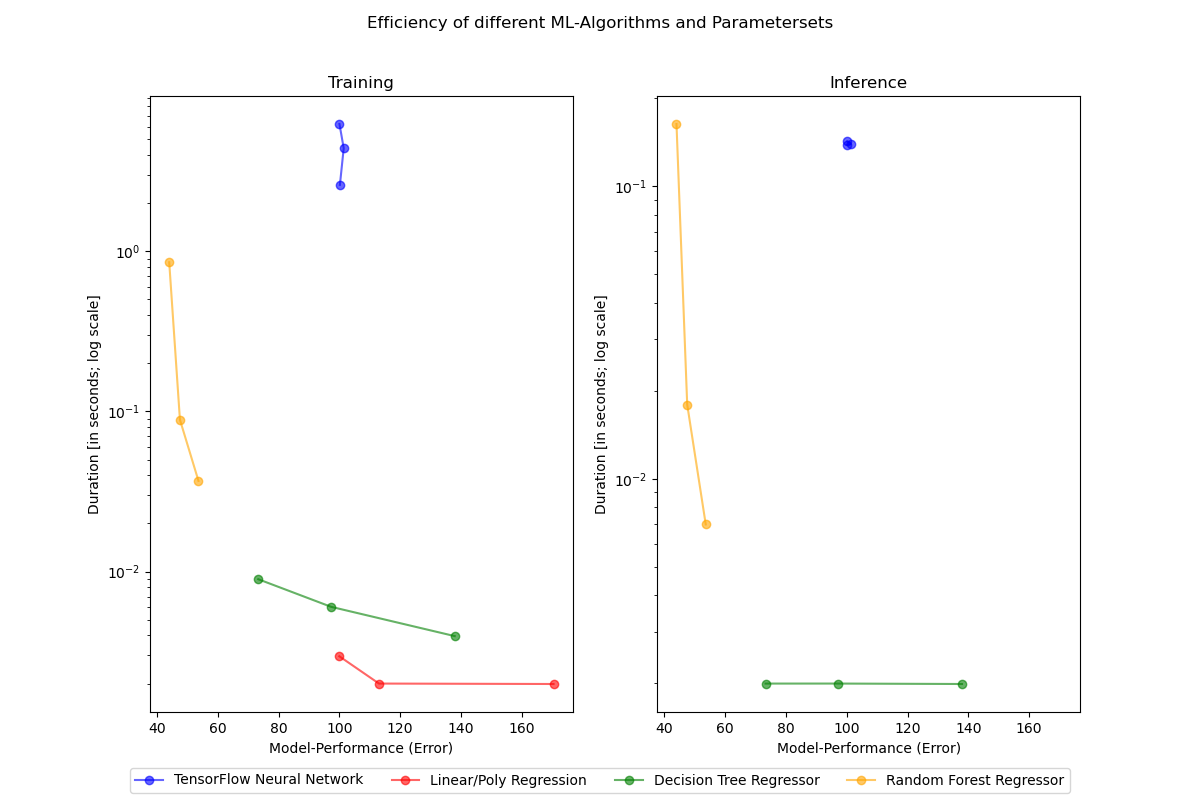 Efficiency of different ML-Algorithms and Parametersets
Training
Duration [in seconds; log scale]
10⁰
10⁻¹
10⁻²
40 60 80 100 120 140 160
Model-Performance (Error)
Inference
Duration [in seconds; log scale]
10⁻¹
10⁻²
40 60 80 100 120 140 160
Model-Performance (Error)
TensorFlow Neural Network Linear/Poly Regression Decision Tree Regressor Random Forest Regressor